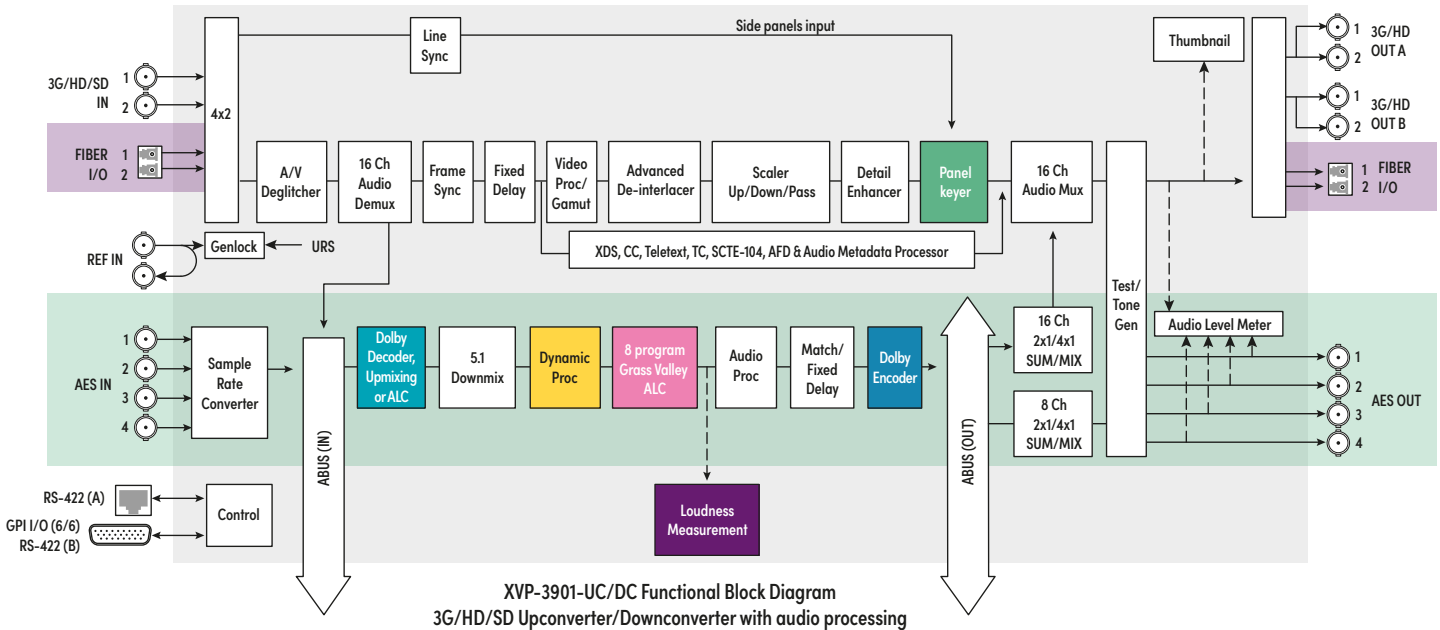 Line
Sync
Side panels input
Thumbnail
1
2
3G/HD
OUT A
3G/HD/SD
IN
1
2
4x2
1
2
3G/HD
OUT B
FIBER
I/O
1
2
A/V
Deglitcher
16 Ch
Audio
Demux
Frame
Sync
Fixed
Delay
Video
Proc/
Gamut
Advanced
De-interlacer
Scaler
Up/Down/Pass
Detail
Enhancer
Panel
keyer
16 Ch
Audio Mux
1
2
FIBER
I/O
REF IN
Genlock
URS
XDS, CC, Teletext, TC, SCTE-104, AFD & Audio Metadata Processor
Test/
Tone
Gen
AES IN
1
2
3
4
Sample
Rate
Converter
ABUS (IN)
Dolby
Decoder,
Upmixing
or ALC
5.1
Downmix
Dynamic
Proc
8 program
Grass Valley
ALC
Audio
Proc
Match/
Fixed
Delay
Dolby
Encoder
ABUS (OUT)
16 Ch
2x1/4x1
SUM/MIX
8 Ch
2x1/4x1
SUM/MIX
Audio Level Meter
1
2
3
4
AES OUT
RS-422 (A)
GPI I/O (6/6)
RS-422 (B)
Control
Loudness
Measurement
XVP-3901-UC/DC Functional Block Diagram
3G/HD/SD Upconverter/Downconverter with audio processing